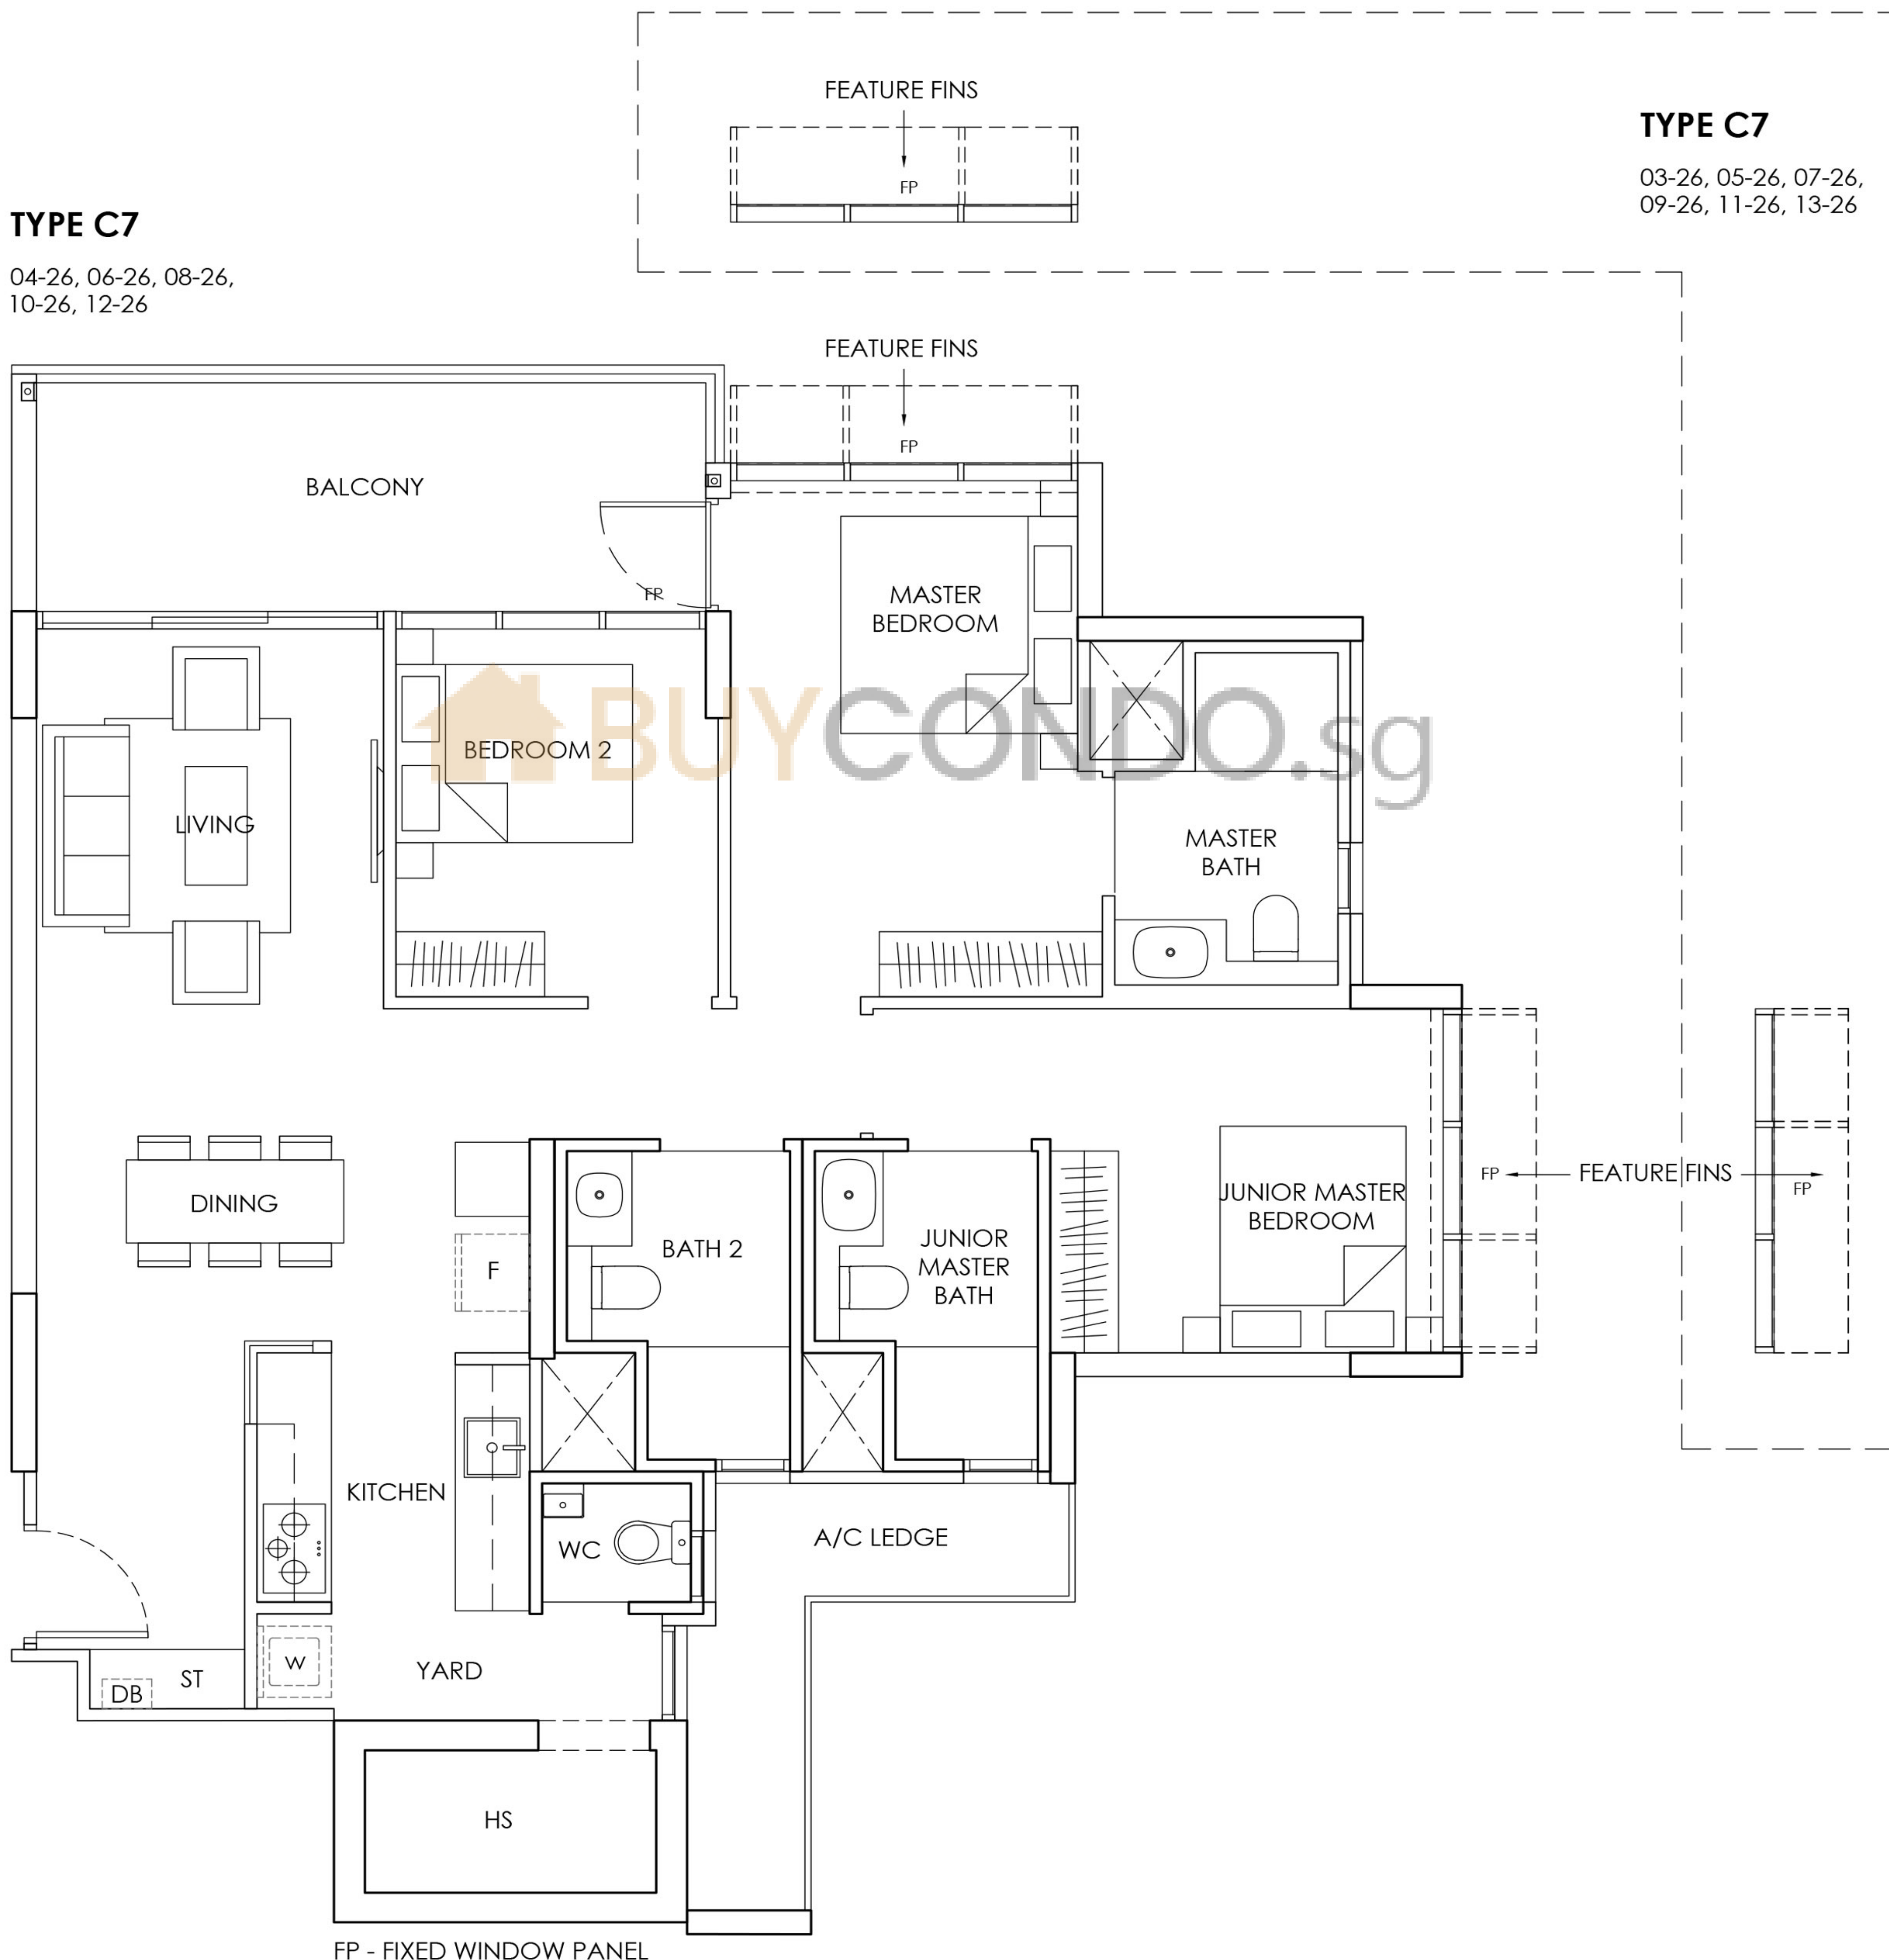 FEATURE FINS
FP
TYPE C7
03-26, 05-26, 07-26,
09-26, 11-26, 13-26
TYPE C7
04-26, 06-26, 08-26,
10-26, 12-26
FEATURE FINS
FP
BALCONY
FP
MASTER
BEDROOM
BUYCONDO.sg
BEDROOM 2
LIVING
MASTER
BATH
DINING
F
BATH 2
JUNIOR
MASTER
BATH
JUNIOR MASTER
BEDROOM
FP
FEATURE FINS
FP
KITCHEN
WC
A/C LEDGE
W
YARD
ST
DB
HS
FP - FIXED WINDOW PANEL